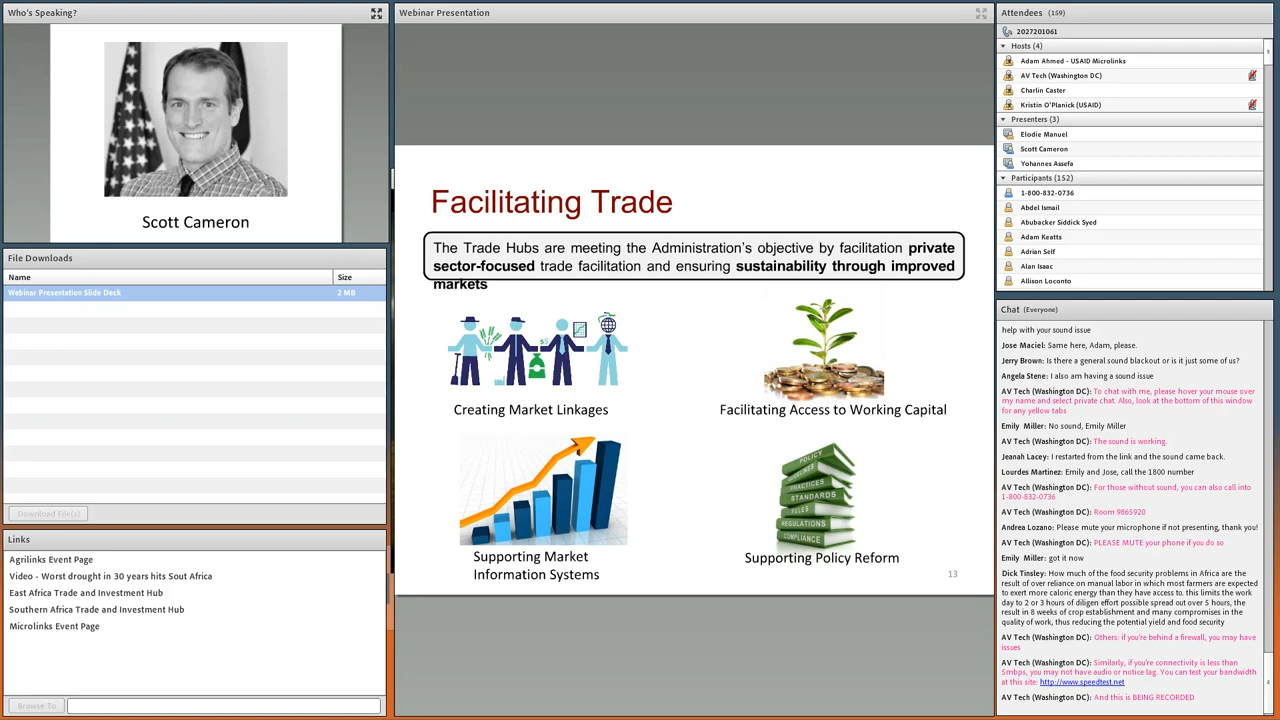 Who's Speaking?
Scott Cameron
File Downloads
Name Size
Webinar Presentation Slide Deck 2 MB
Download File(s)
Links
Agrilinks Event Page
Video - Worst drought in 30 years hits Sout Africa
East Africa Trade and Investment Hub
Southern Africa Trade and Investment Hub
Microlinks Event Page
Browse To
Webinar Presentation
Facilitating Trade
The Trade Hubs are meeting the Administration's objective by facilitation private
sector-focused trade facilitation and ensuring sustainability through improved
markets
Creating Market Linkages
Facilitating Access to Working Capital
POLICY
PRACTICES
STANDARDS
REGULATIONS
COMPLIANCE
Supporting Market
Information Systems
Supporting Policy Reform
13
Attendees (159)
2027201061
Hosts (4)
Adam Ahmed - USAID Microlinks
AV Tech (Washington DC)
Charlin Caster
Kristin O'Planick (USAID)
Presenters (3)
Elodie Manuel
Scott Cameron
Yohannes Assefa
Participants (152)
1-800-832-0736
Abdel Ismail
Abubacker Siddick Syed
Adam Keatts
Adrian Self
Alan Isaac
Allison Loconto
Chat (Everyone)
help with your sound issue
Jose Maciel: Same here, Adam, please.
Jerry Brown: Is there a general sound blackout or is it just some of us?
Angela Stene: I also am having a sound issue
AV Tech (Washington DC): To chat with me, please hover your mouse over
my name and select private chat. Also, look at the bottom of this window
for any yellow tabs
Emily Miller: No sound, Emily Miller
AV Tech (Washington DC): The sound is working.
Jeanah Lacey: I restarted from the link and the sound came back.
Lourdes Martinez: Emily and Jose, call the 1800 number
AV Tech (Washington DC): For those without sound, you can also call into
1-800-832-0736
AV Tech (Washington DC): Room 9865920
Andrea Lozano: Please mute your microphone if not presenting, thank you!
AV Tech (Washington DC): PLEASE MUTE your phone if you do so
Emily Miller: got it now
Dick Tinsley: How much of the food security problems in Africa are the
result of over reliance on manual labor in which most farmers are expected
to exert more caloric energy than they have access to. this limits the work
day to 2 or 3 hours of diligen effort possible spread out over 5 hours, the
result in 8 weeks of crop establishment and many compromises in the
quality of work, thus reducing the potential yield and food security
AV Tech (Washington DC): Others: if you're behind a firewall, you may have
issues
AV Tech (Washington DC): Similarly, if you're connectivity is less than
5mbps, you may not have audio or notice lag. You can test your bandwidth
at this site: http://www.speedtest.net
AV Tech (Washington DC): And this is BEING RECORDED